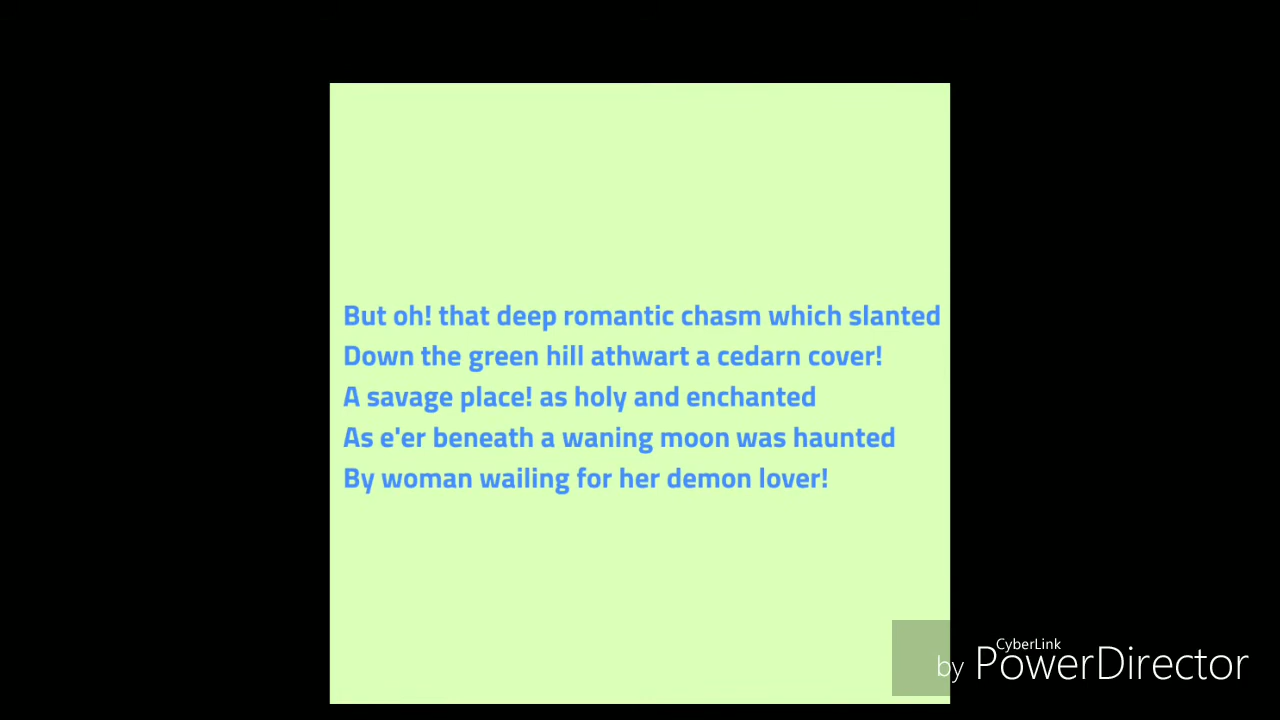 But oh! that deep romantic chasm which slanted
Down the green hill athwart a cedarn cover!
A savage place! as holy and enchanted
As e'er beneath a waning moon was haunted
By woman wailing for her demon lover!
CyberLink
by PowerDirector